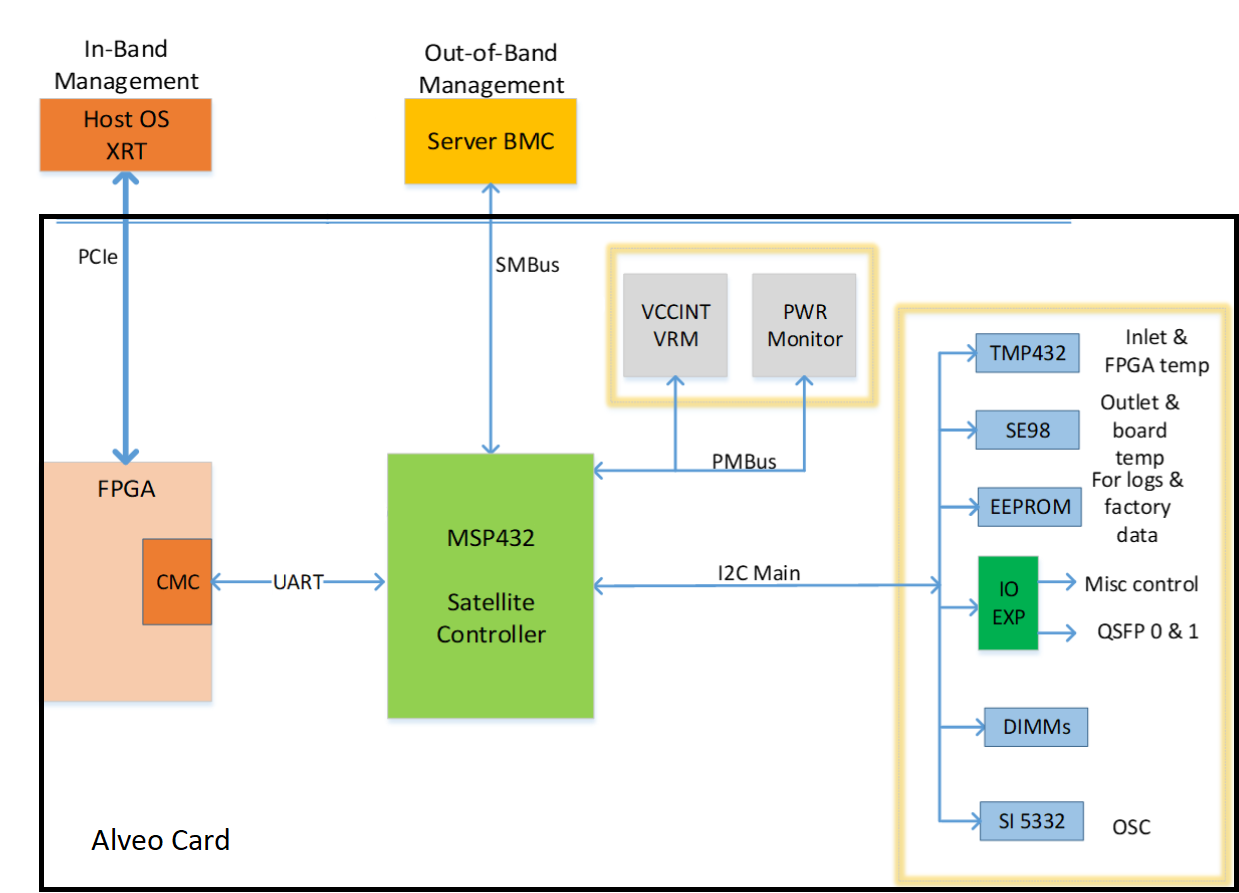 In-Band
Management
Host OS
XRT
Out-of-Band
Management
Server BMC
PCIe
SMBus
VCCINT
VRM
PWR
Monitor
PMBus
FPGA
CMC
UART
MSP432
Satellite
Controller
I2C Main
TMP432
Inlet &
FPGA temp
SE98
Outlet &
board
temp
EEPROM
For logs &
factory
data
IO
EXP
Misc control
QSFP 0 & 1
DIMMs
SI 5332
OSC
Alveo Card